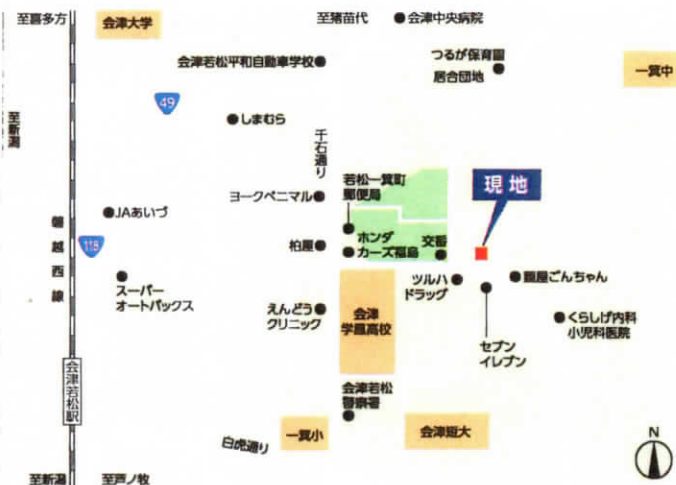 至喜多方
会津大学
至猪苗代
会津中央病院
つるが保育園
居合団地
一箕中
会津若松平和自動車学校
49
しまむら
至新潟
千石通り
若松一箕町
郵便局
現地
ヨークベニマル
JAあいづ
磐越西線
118
柏屋
ホンダ
カーズ福島
交番
スーパー
オートバックス
ツルハ
ドラッグ
麺屋ごんちゃん
えんどう
クリニック
会津
学鳳高校
セブン
イレブン
くらしげ内科
小児科医院
会津若松駅
会津若松
警察署
白虎通り
一箕小
会津短大
N
至新潟
至芦ノ牧